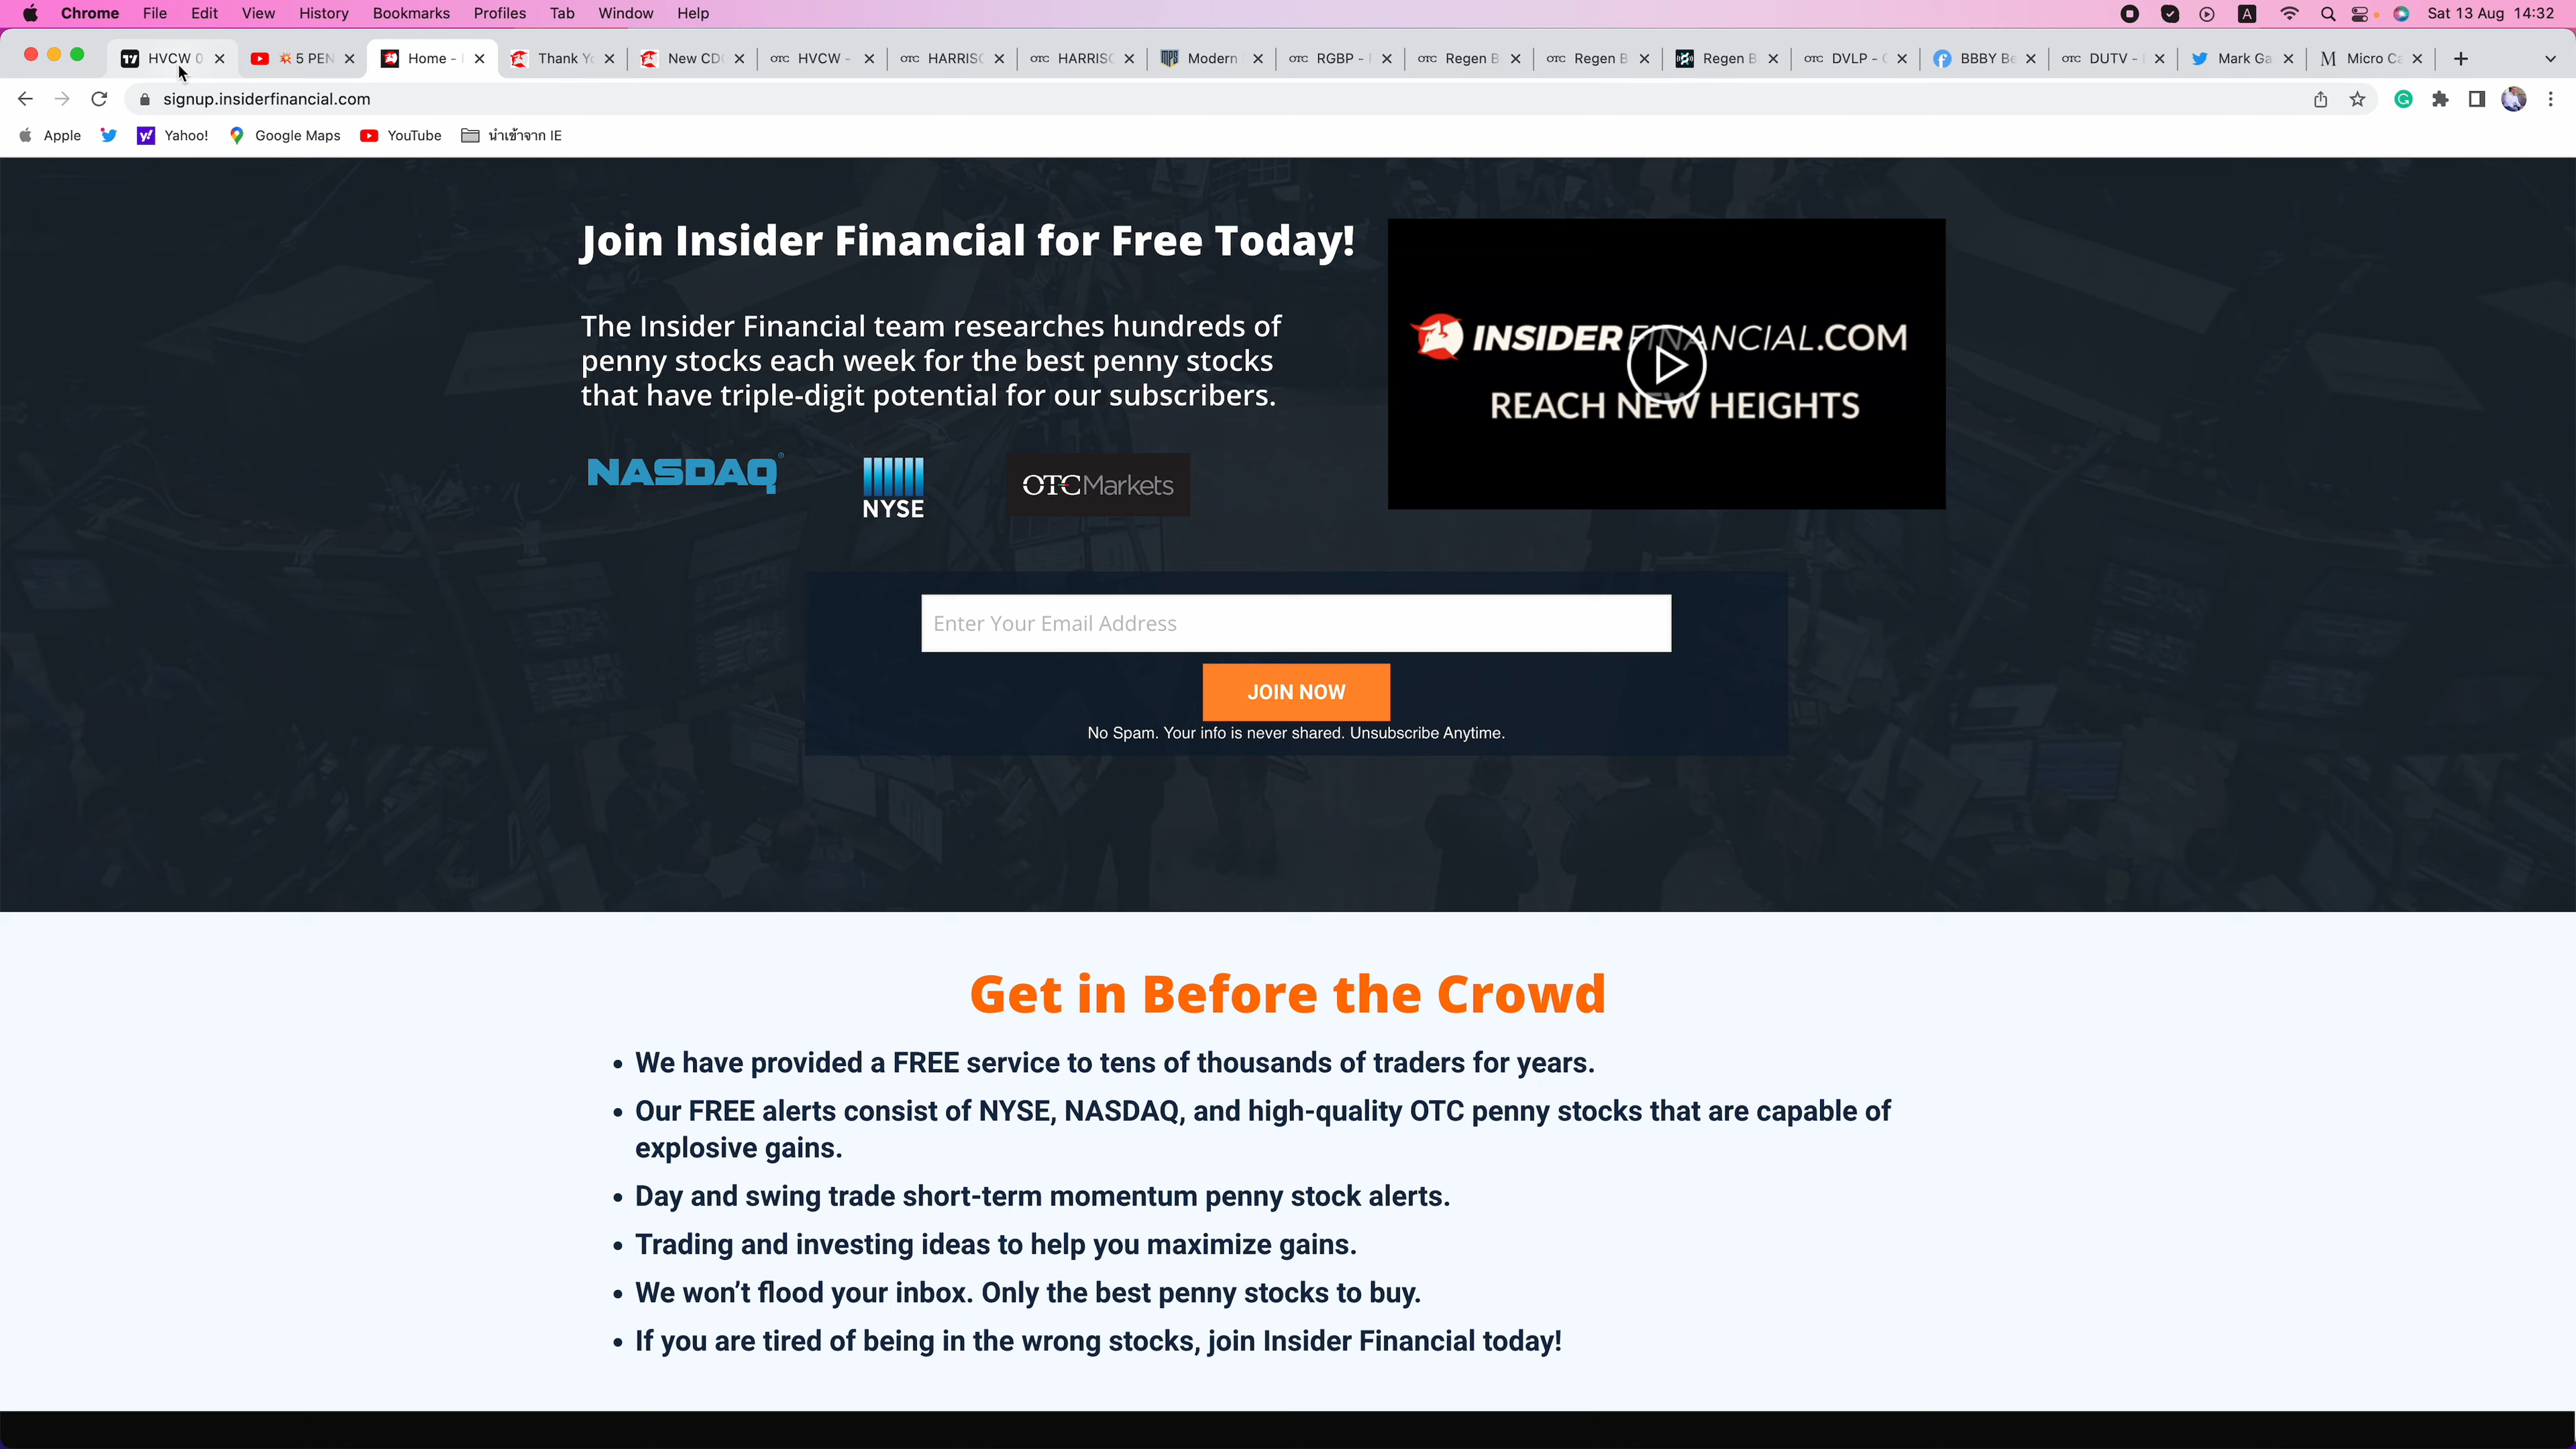 Chrome File Edit View History Bookmarks Profiles Tab Window Help A Sat 13 Aug 14:32
HVCW 0 5 PEN Home - Thank Yo New CD HVCW - HARRIS HARRIS Modern RGBP - Regen B Regen B Regen B DVLP - BBBY Be DUTV - Mark Ga Micro Ca
signup.insiderfinancial.com
Apple Yahoo! Google Maps YouTube นำเข้าจาก IE
Join Insider Financial for Free Today!
The Insider Financial team researches hundreds of
penny stocks each week for the best penny stocks
that have triple-digit potential for our subscribers.
NASDAQ
NYSE
OTC Markets
INSIDERFINANCIAL.COM
REACH NEW HEIGHTS
Enter Your Email Address
JOIN NOW
No Spam. Your info is never shared. Unsubscribe Anytime.
Get in Before the Crowd
• We have provided a FREE service to tens of thousands of traders for years.
• Our FREE alerts consist of NYSE, NASDAQ, and high-quality OTC penny stocks that are capable of
explosive gains.
• Day and swing trade short-term momentum penny stock alerts.
• Trading and investing ideas to help you maximize gains.
• We won’t flood your inbox. Only the best penny stocks to buy.
• If you are tired of being in the wrong stocks, join Insider Financial today!